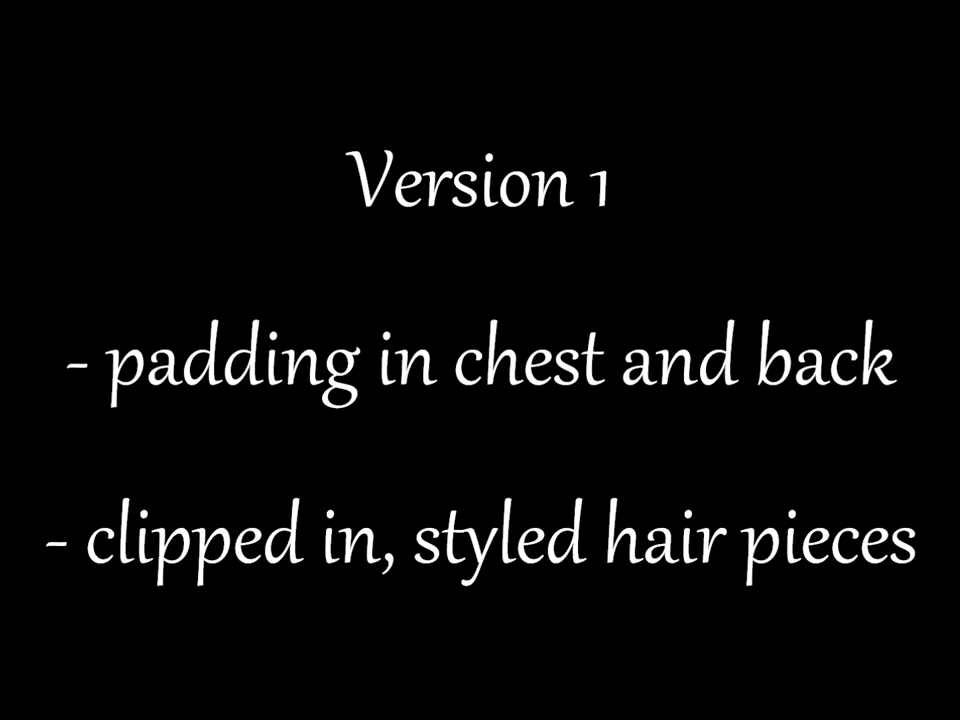 Version 1
- padding in chest and back
- clipped in, styled hair pieces